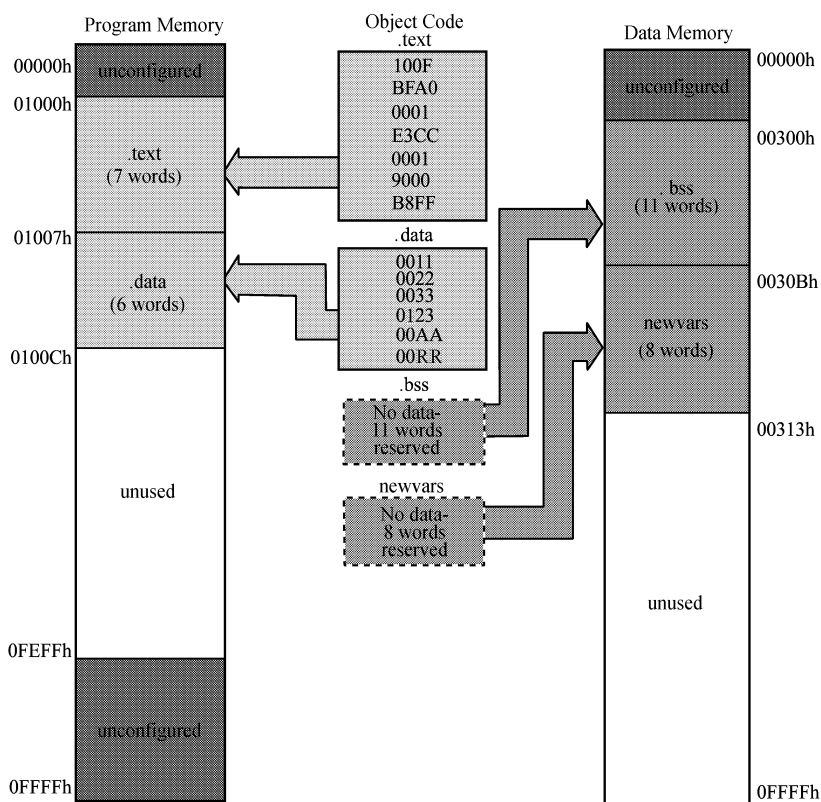 Program Memory
00000h
unconfigured
01000h
.text
(7 words)
01007h
.data
(6 words)
0100Ch
unused
0FEFFh
unconfigured
0FFFFh
Object Code
.text
100F
BFA0
0001
E3CC
0001
9000
B8FF
.data
0011
0022
0033
0123
00AA
00RR
.bss
No data-
11 words
reserved
newvars
No data-
8 words
reserved
Data Memory
00000h
unconfigured
00300h
. bss
(11 words)
0030Bh
newvars
(8 words)
00313h
unused
0FFFFh